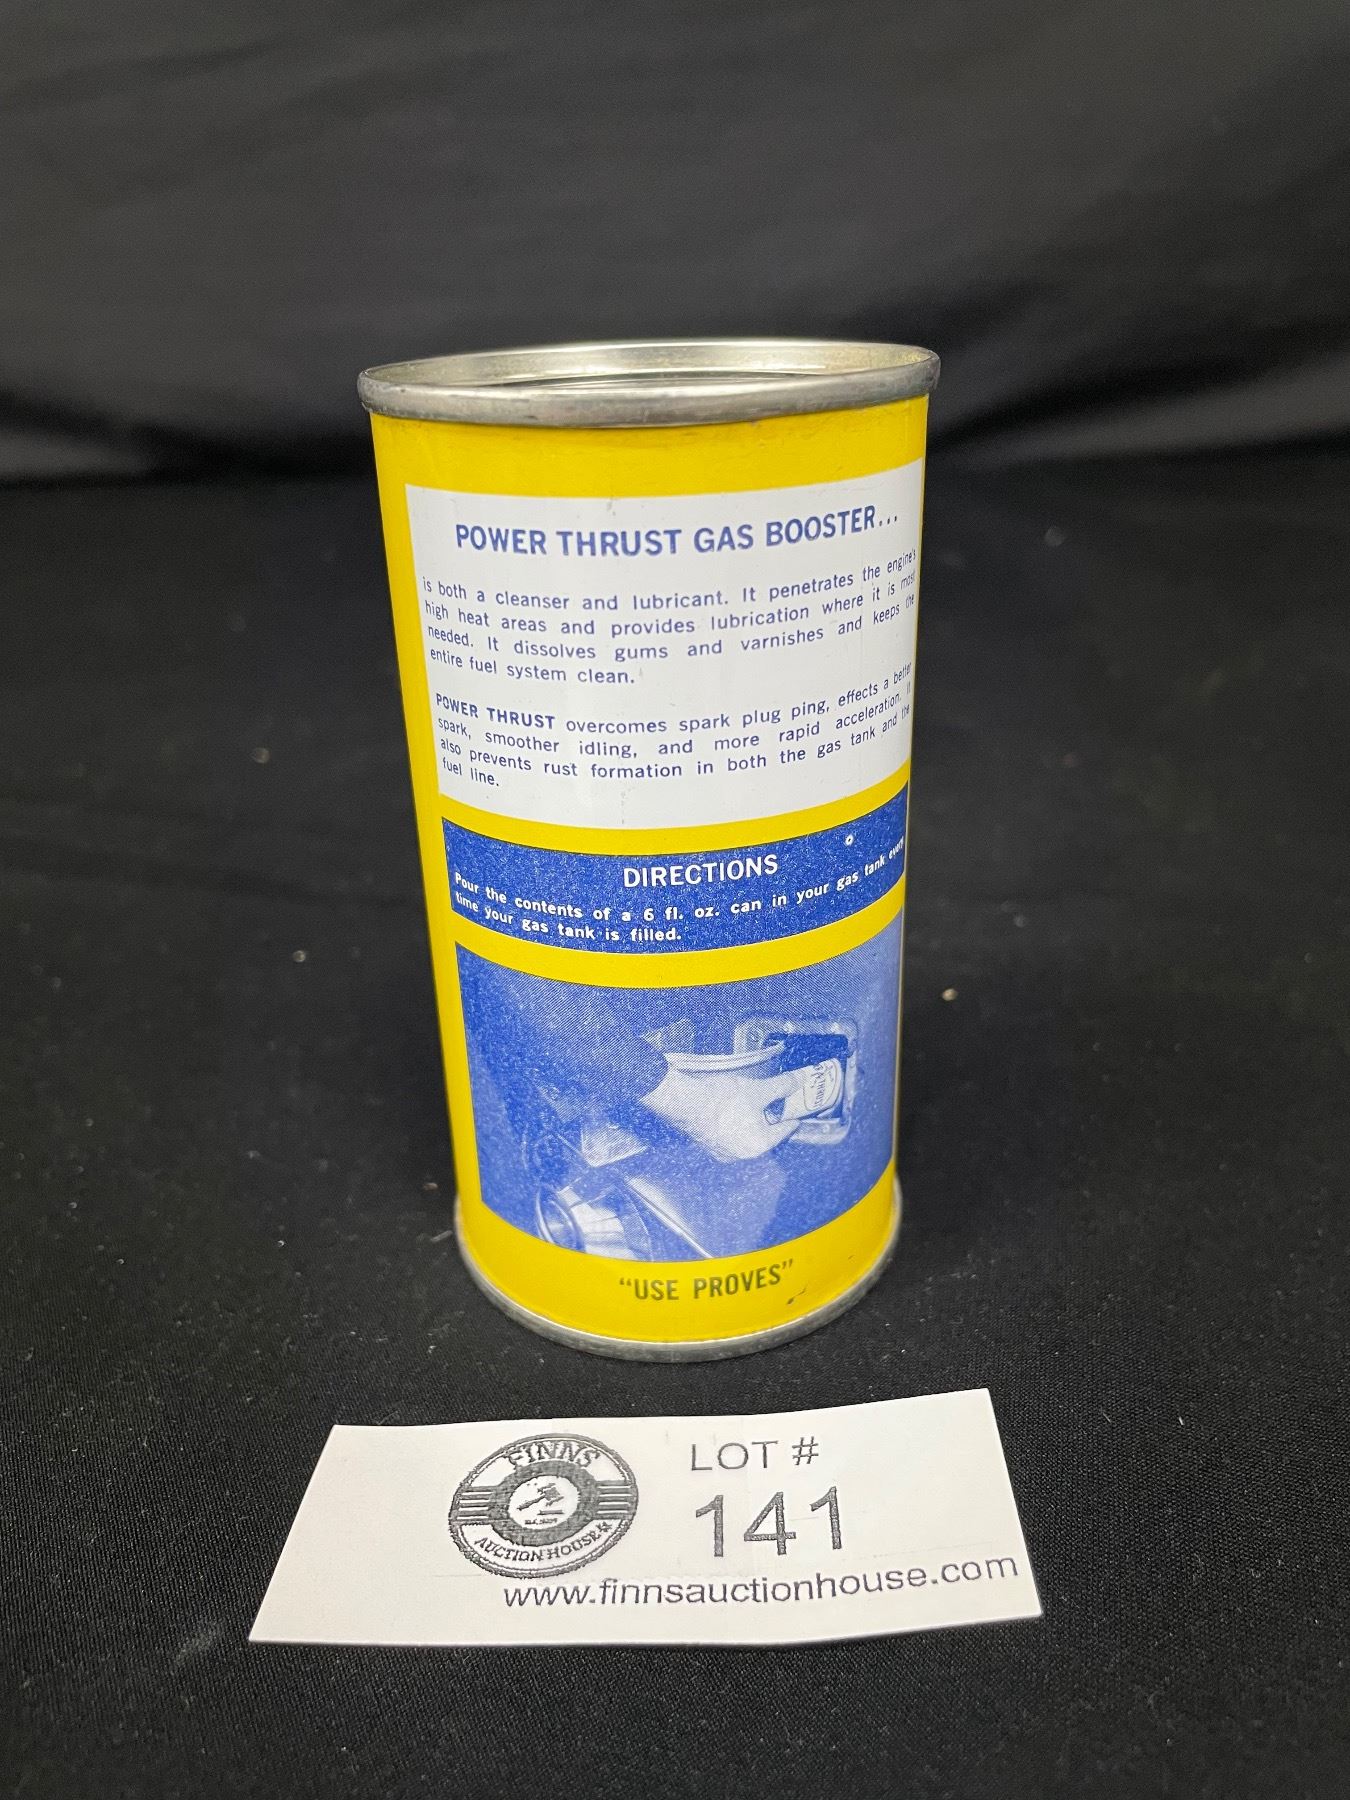 POWER THRUST GAS BOOSTER...
is both a cleanser and lubricant. It penetrates the engine's
high heat areas and provides lubrication where it is most
needed. It dissolves gums and varnishes and keeps the
entire fuel system clean.
POWER THRUST overcomes spark plug ping, effects a better
spark, smoother idling, and more rapid acceleration. It
also prevents rust formation in both the gas tank and the
fuel line.
DIRECTIONS
Pour the contents of a 6 fl. oz. can in your gas tank every
time your gas tank is filled.
"USE PROVES"
FINNS
AUCTION HOUSE
LOT #
141
www.finnsauctionhouse.com